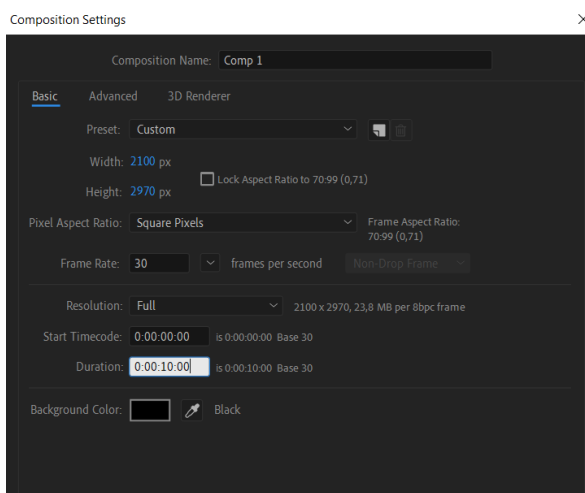 Composition Settings
Composition Name: Comp 1
Basic Advanced 3D Renderer
Preset: Custom
Width: 2100 px
Lock Aspect Ratio to 70:99 (0,71)
Height: 2970 px
Pixel Aspect Ratio: Square Pixels
Frame Aspect Ratio:
70:99 (0,71)
Frame Rate: 30 frames per second Non-Drop Frame
Resolution: Full 2100 x 2970, 23,8 MB per 8bpc frame
Start Timecode: 0:00:00:00 is 0:00:00:00 Base 30
Duration: 0:00:10:00 is 0:00:10:00 Base 30
Background Color: Black